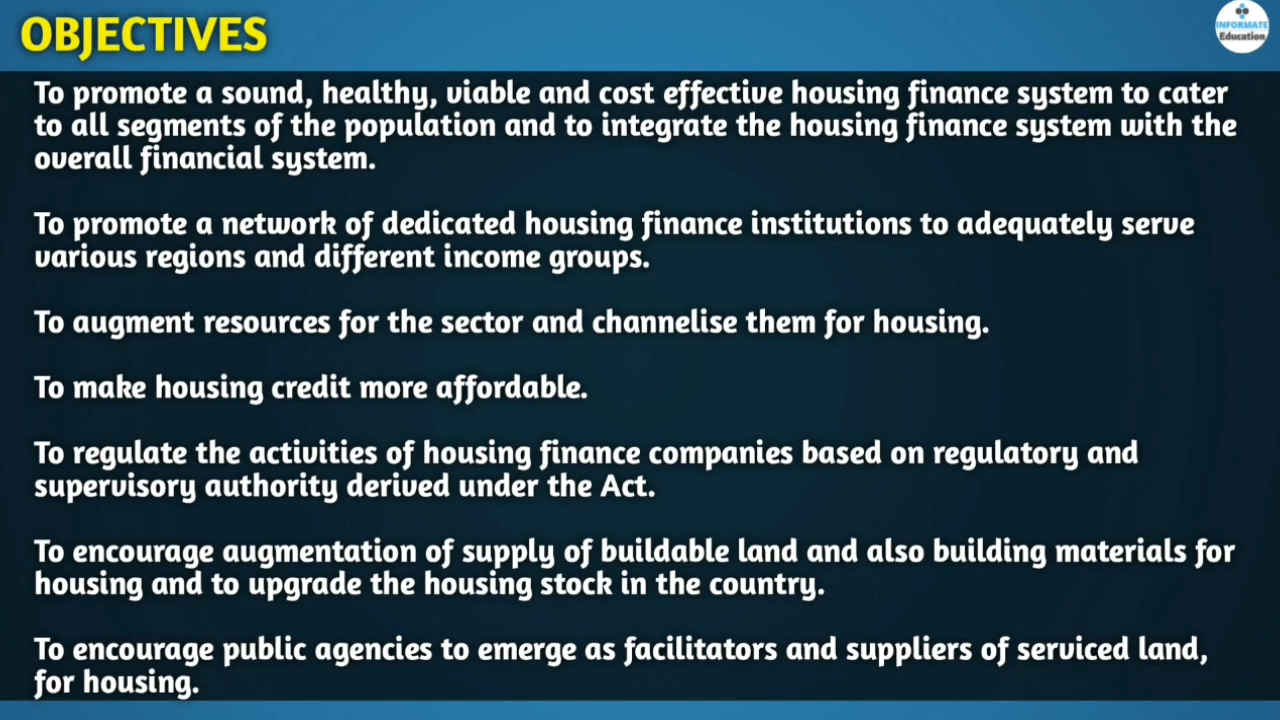 OBJECTIVES
INFORMATE
Education
To promote a sound, healthy, viable and cost effective housing finance system to cater
to all segments of the population and to integrate the housing finance system with the
overall financial system.
To promote a network of dedicated housing finance institutions to adequately serve
various regions and different income groups.
To augment resources for the sector and channelise them for housing.
To make housing credit more affordable.
To regulate the activities of housing finance companies based on regulatory and
supervisory authority derived under the Act.
To encourage augmentation of supply of buildable land and also building materials for
housing and to upgrade the housing stock in the country.
To encourage public agencies to emerge as facilitators and suppliers of serviced land,
for housing.